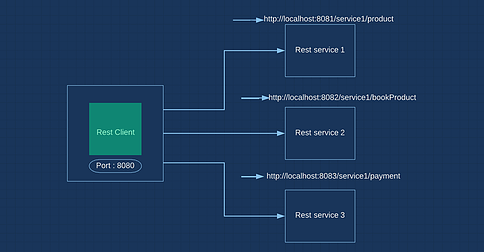 http://localhost:8081/service1/product
Rest service 1
http://localhost:8082/service1/bookProduct
Rest Client
Rest service 2
Port : 8080
http://localhost:8083/service1/payment
Rest service 3